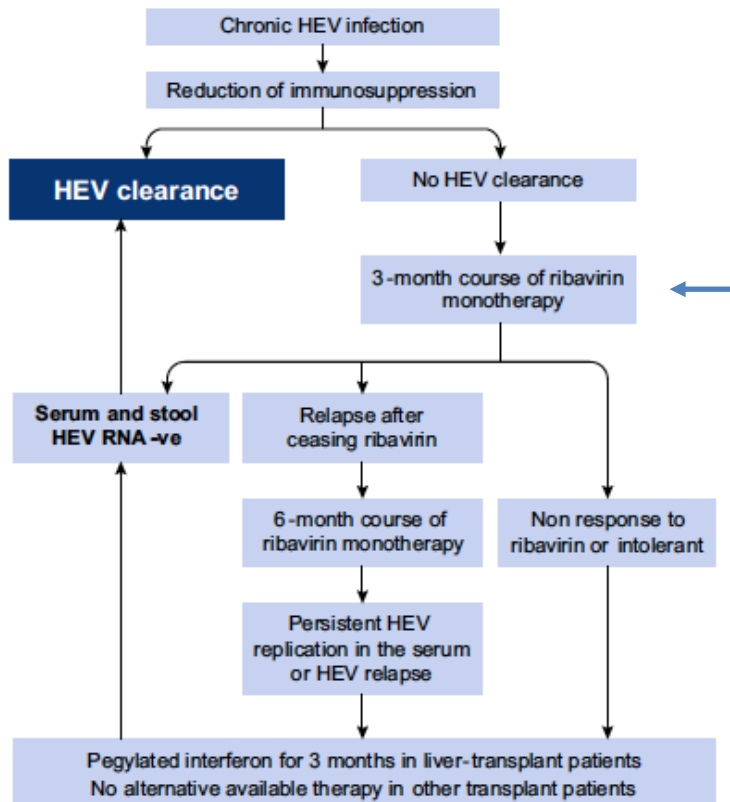 Chronic HEV infection
Reduction of immunosuppression
HEV clearance
No HEV clearance
3-month course of ribavirin
monotherapy
Serum and stool
HEV RNA -ve
Relapse after
ceasing ribavirin
6-month course of
ribavirin monotherapy
Non response to
ribavirin or intolerant
Persistent HEV
replication in the serum
or HEV relapse
Pegylated interferon for 3 months in liver-transplant patients
No alternative available therapy in other transplant patients